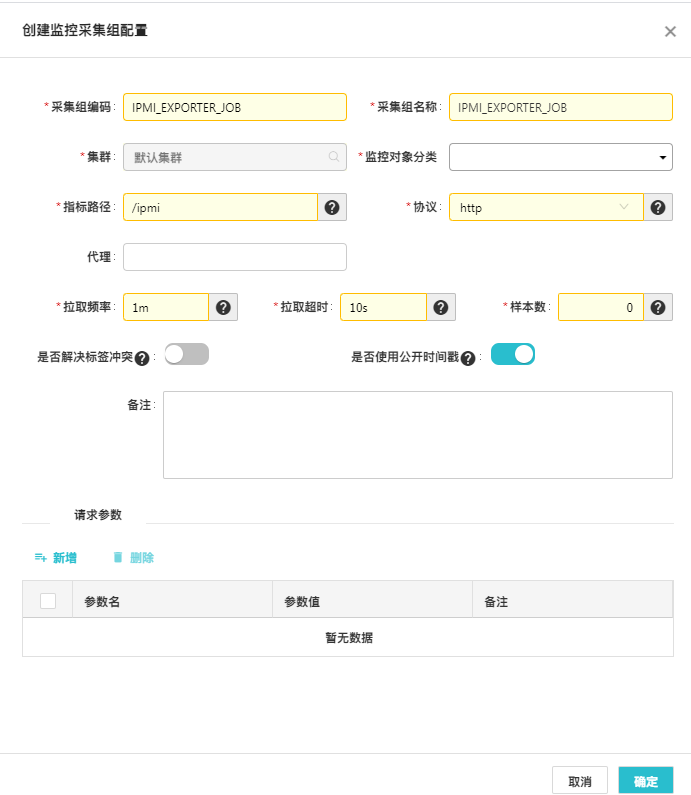 创建监控采集组配置
*采集组编码: IPMI_EXPORTER_JOB *采集组名称: IPMI_EXPORTER_JOB
*集群: 默认集群 *监控对象分类
*指标路径: /ipmi *协议: http
代理:
*拉取频率: 1m *拉取超时: 10s *样本数: 0
是否解决标签冲突 : 是否使用公开时间戳 :
备注:
请求参数
新增 删除
参数名 参数值 备注
暂无数据
取消 确定